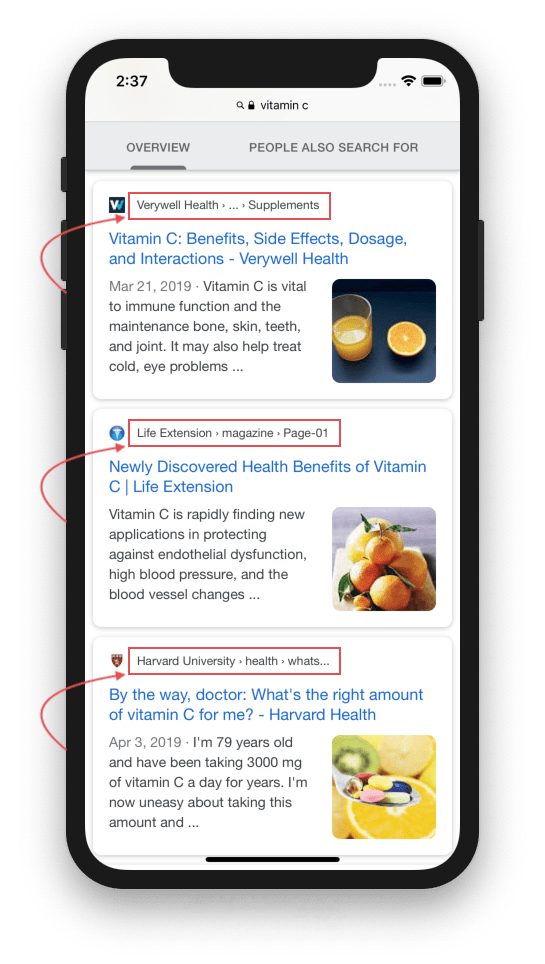 2:37
vitamin c
OVERVIEW PEOPLE ALSO SEARCH FOR
Verywell Health › ... › Supplements
Vitamin C: Benefits, Side Effects, Dosage,
and Interactions - Verywell Health
Mar 21, 2019 · Vitamin C is vital
to immune function and the
maintenance bone, skin, teeth,
and joint. It may also help treat
cold, eye problems ...
Life Extension › magazine › Page-01
Newly Discovered Health Benefits of Vitamin
C | Life Extension
Vitamin C is rapidly finding new
applications in protecting
against endothelial dysfunction,
high blood pressure, and the
blood vessel changes ...
Harvard University › health › whats...
By the way, doctor: What's the right amount
of vitamin C for me? - Harvard Health
Apr 3, 2019 · I'm 79 years old
and have been taking 3000 mg
of vitamin C a day for years. I'm
now uneasy about taking this
amount and ...